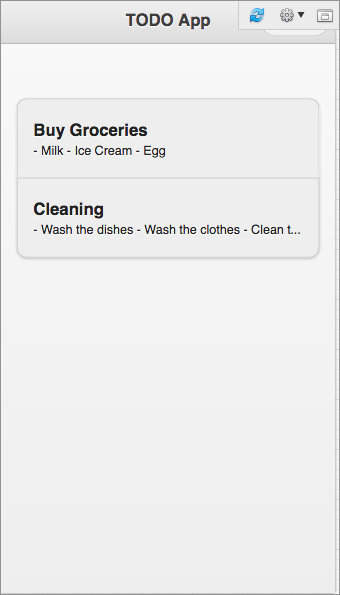 TODO App
Buy Groceries
- Milk - Ice Cream - Egg
Cleaning
- Wash the dishes - Wash the clothes - Clean t...